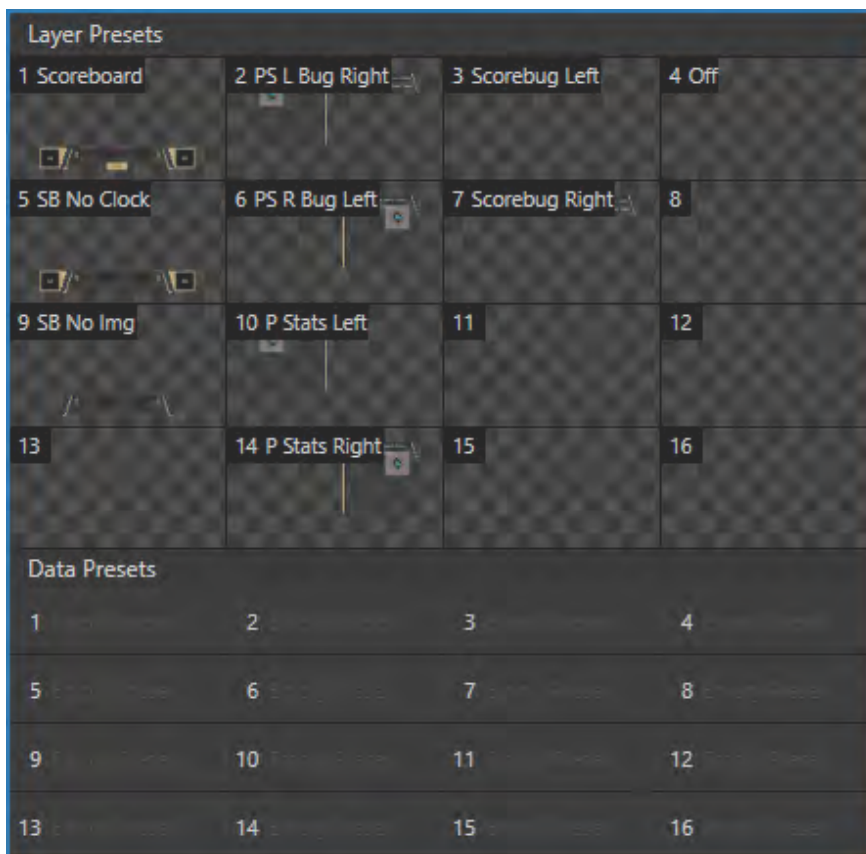 Layer Presets
1 Scoreboard 2 PS L Bug Right 3 Scorebug Left 4 Off
5 SB No Clock 6 PS R Bug Left 7 Scorebug Right 8
9 SB No Img 10 P Stats Left 11 12
13 14 P Stats Right 15 16
Data Presets
1 2 3 4
5 6 7 8
9 10 11 12
13 14 15 16